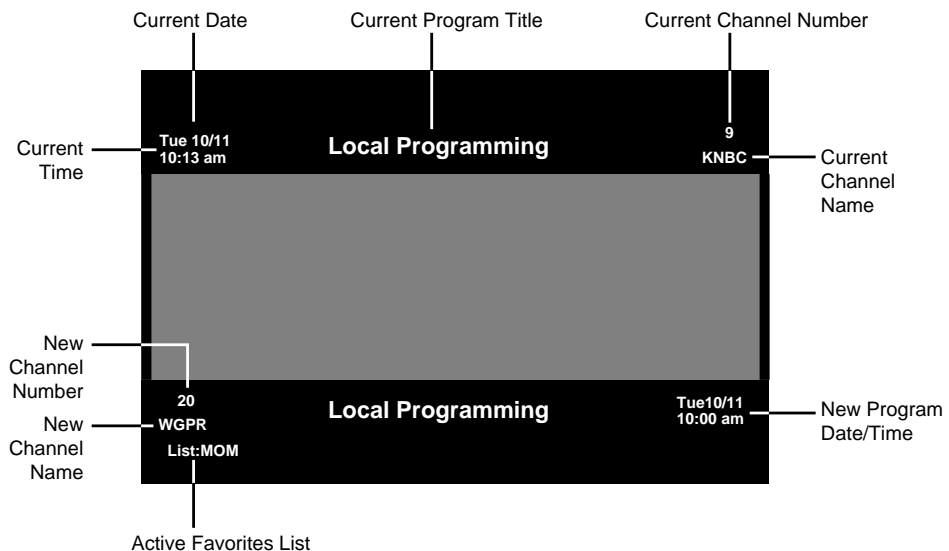 Current Date
Current Program Title
Current Channel Number
Current
Time
Tue 10/11
10:13 am
Local Programming
9
KNBC
Current
Channel
Name
New
Channel
Number
20
New
Channel
Name
WGPR
List:MOM
Local Programming
Tue10/11
10:00 am
New Program
Date/Time
Active Favorites List